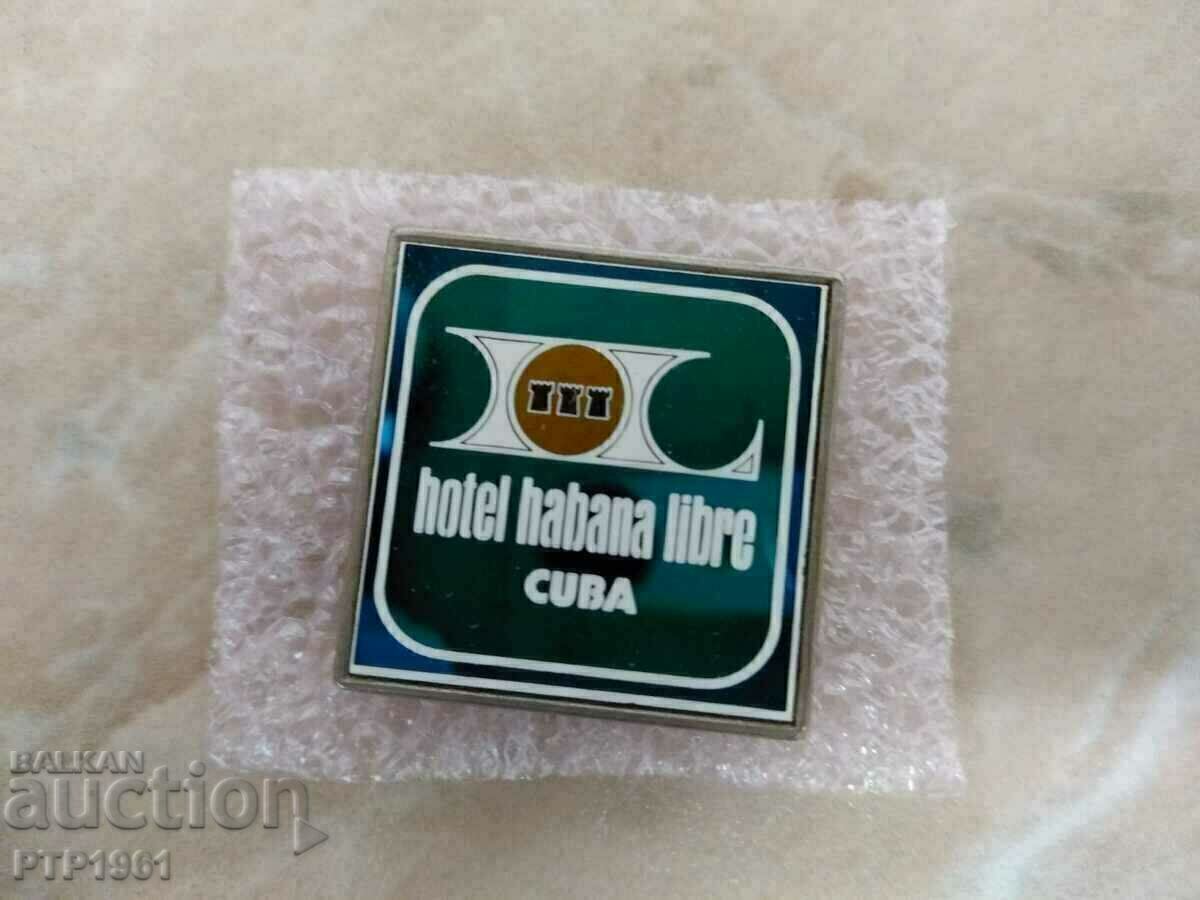 hotel habana libre
CUBA
BALKAN
auction
PTP1961